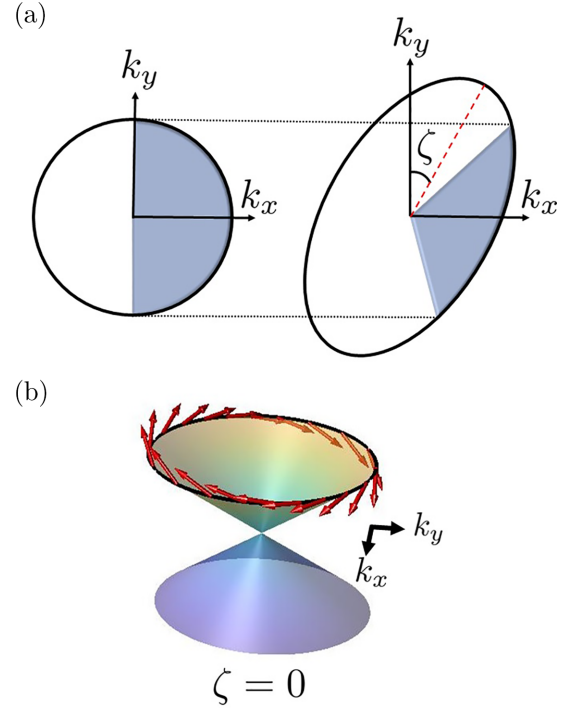 (a)
k_y k_y
ζ
k_x k_x
(b)
k_y
k_x
ζ = 0